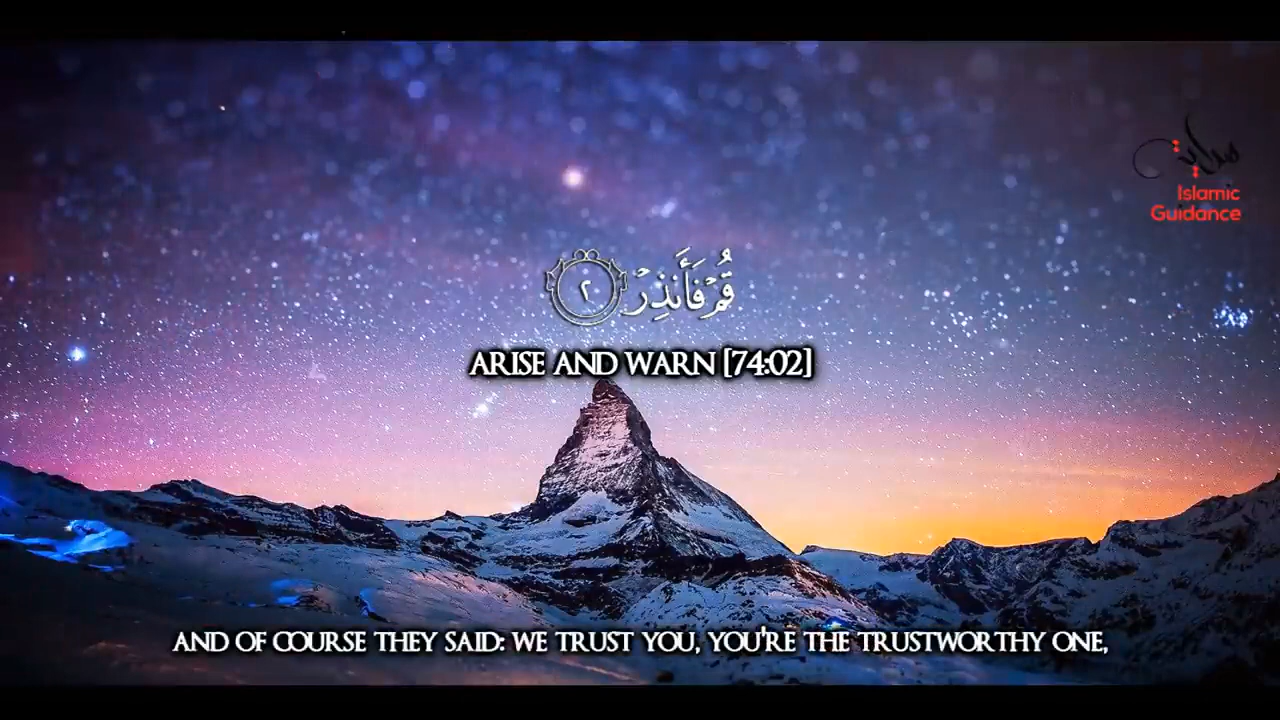 هداية
Islamic
Guidance
قُمْ فَأَنذِرْ ٢
ARISE AND WARN [74:02]
AND OF COURSE THEY SAID: WE TRUST YOU, YOU'RE THE TRUSTWORTHY ONE,